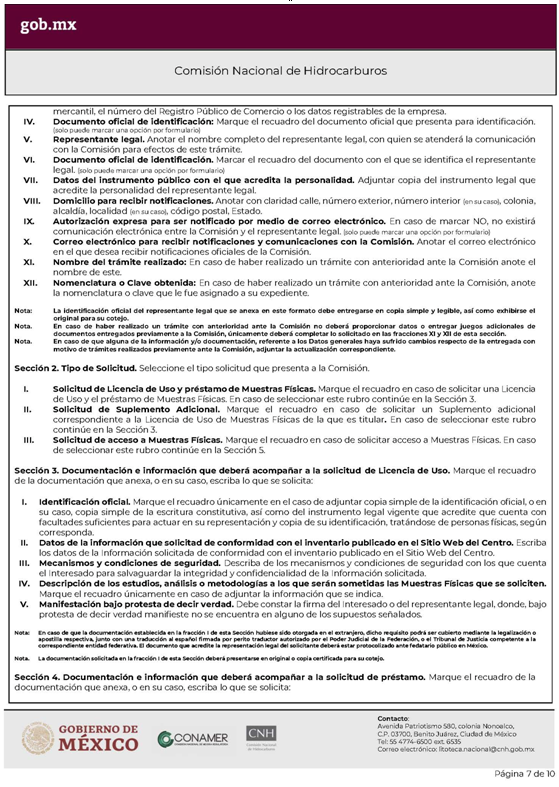 gob.mx
Comisión Nacional de Hidrocarburos
mercantil, el número del Registro Público de Comercio o los datos registrables de la empresa.
IV. Documento oficial de identificación: Marque el recuadro del documento oficial que presenta para identificación.
(solo puede marcar una opción por formulario)
V. Representante legal. Anotar el nombre completo del representante legal, con quien se atenderá la comunicación
con la Comisión para efectos de este trámite.
VI. Documento oficial de identificación. Marcar el recuadro del documento con el que se identifica el representante
legal. (solo puede marcar una opción por formulario)
VII. Datos del instrumento público con el que acredita la personalidad. Adjuntar copia del instrumento legal que
acredite la personalidad del representante legal.
VIII. Domicilio para recibir notificaciones. Anotar con claridad calle, número exterior, número interior (en su caso), colonia,
alcaldía, localidad (en su caso), código postal, Estado.
IX. Autorización expresa para ser notificado por medio de correo electrónico. En caso de marcar NO, no existirá
comunicación electrónica entre la Comisión y el representante legal. (solo puede marcar una opción por formulario)
X. Correo electrónico para recibir notificaciones y comunicaciones con la Comisión. Anotar el correo electrónico
en el que desea recibir notificaciones oficiales de la Comisión.
XI. Nombre del trámite realizado: En caso de haber realizado un trámite con anterioridad ante la Comisión anote el
nombre de este.
XII. Nomenclatura o Clave obtenida: En caso de haber realizado un trámite con anterioridad ante la Comisión, anote
la nomenclatura o clave que le fue asignado a su expediente.
Nota: La identificación oficial del representante legal que se anexa en este formato debe entregarse en copia simple y legible, así como exhibirse el
original para su cotejo.
Nota. En caso de haber realizado un trámite con anterioridad ante la Comisión no deberá proporcionar datos o entregar juegos adicionales de
documentos entregados previamente a la Comisión, únicamente deberá completar lo solicitado en las fracciones XI y XII de esta sección.
Nota. En caso de que alguna de la información y/o documentación, referente a los Datos generales haya sufrido cambios respecto de la entregada con
motivo de trámites realizados previamente ante la Comisión, adjuntar la actualización correspondiente.
Sección 2. Tipo de Solicitud. Seleccione el tipo solicitud que presenta a la Comisión.
I. Solicitud de Licencia de Uso y préstamo de Muestras Físicas. Marque el recuadro en caso de solicitar una Licencia
de Uso y el préstamo de Muestras Físicas. En caso de seleccionar este rubro continúe en la Sección 3.
II. Solicitud de Suplemento Adicional. Marque el recuadro en caso de solicitar un Suplemento adicional
correspondiente a la Licencia de Uso de Muestras Físicas de la que es titular. En caso de seleccionar este rubro
continúe en la Sección 3.
III. Solicitud de acceso a Muestras Físicas. Marque el recuadro en caso de solicitar acceso a Muestras Físicas. En caso
de seleccionar este rubro continúe en la Sección 5.
Sección 3. Documentación e información que deberá acompañar a la solicitud de Licencia de Uso. Marque el recuadro
de la documentación que anexa, o en su caso, escriba lo que se solicita:
I. Identificación oficial. Marque el recuadro únicamente en el caso de adjuntar copia simple de la identificación oficial, o en
su caso, copia simple de la escritura constitutiva, así como del instrumento legal vigente que acredite que cuenta con
facultades suficientes para actuar en su representación y copia de su identificación, tratándose de personas físicas, según
corresponda.
II. Datos de la información que solicitan de conformidad con el inventario publicado en el Sitio Web del Centro. Escriba
los datos de la Información solicitada de conformidad con el inventario publicado en el Sitio Web del Centro.
III. Mecanismos y condiciones de seguridad. Describa de los mecanismos y condiciones de seguridad con los que cuenta
el Interesado para salvaguardar la integridad y confidencialidad de la Información solicitada.
IV. Descripción de los estudios, análisis o metodologías a los que serán sometidas las Muestras Físicas que se soliciten.
Marque el recuadro únicamente en caso de adjuntar la información que se indica.
V. Manifestación bajo protesta de decir verdad. Debe constar la firma del Interesado o del representante legal, donde, bajo
protesta de decir verdad manifieste no se encuentra en alguno de los supuestos señalados.
Nota: En caso de que la documentación establecida en la fracción I de esta Sección hubiese sido otorgada en el extranjero, dicho requisito podrá ser cubierto mediante la legalización o
apostilla respectiva, junto con una traducción al español firmada por perito traductor autorizado por el Poder Judicial de la Federación, o el Tribunal de Justicia competente a la
correspondiente entidad federativa. El documento que acredite la representación legal del solicitante deberá estar protocolizado ante fedatario público en México.
Nota. La documentación solicitada en la fracción I de esta Sección deberá presentarse en original o copia certificada para su cotejo.
Sección 4. Documentación e información que deberá acompañar a la solicitud de préstamo. Marque el recuadro de la
documentación que anexa, o en su caso, escriba lo que se solicita:
GOBIERNO DE
MÉXICO
CONAMER
CNH
Comisión Nacional
de Hidrocarburos
Contacto:
Avenida Patriotismo 580, colonia Nonoalco,
C.P. 03700, Benito Juárez, Ciudad de México
Tel: 55 4774-6500 ext. 6535
Correo electrónico: litoteca.nacional@cnh.gob.mx
Página 7 de 10